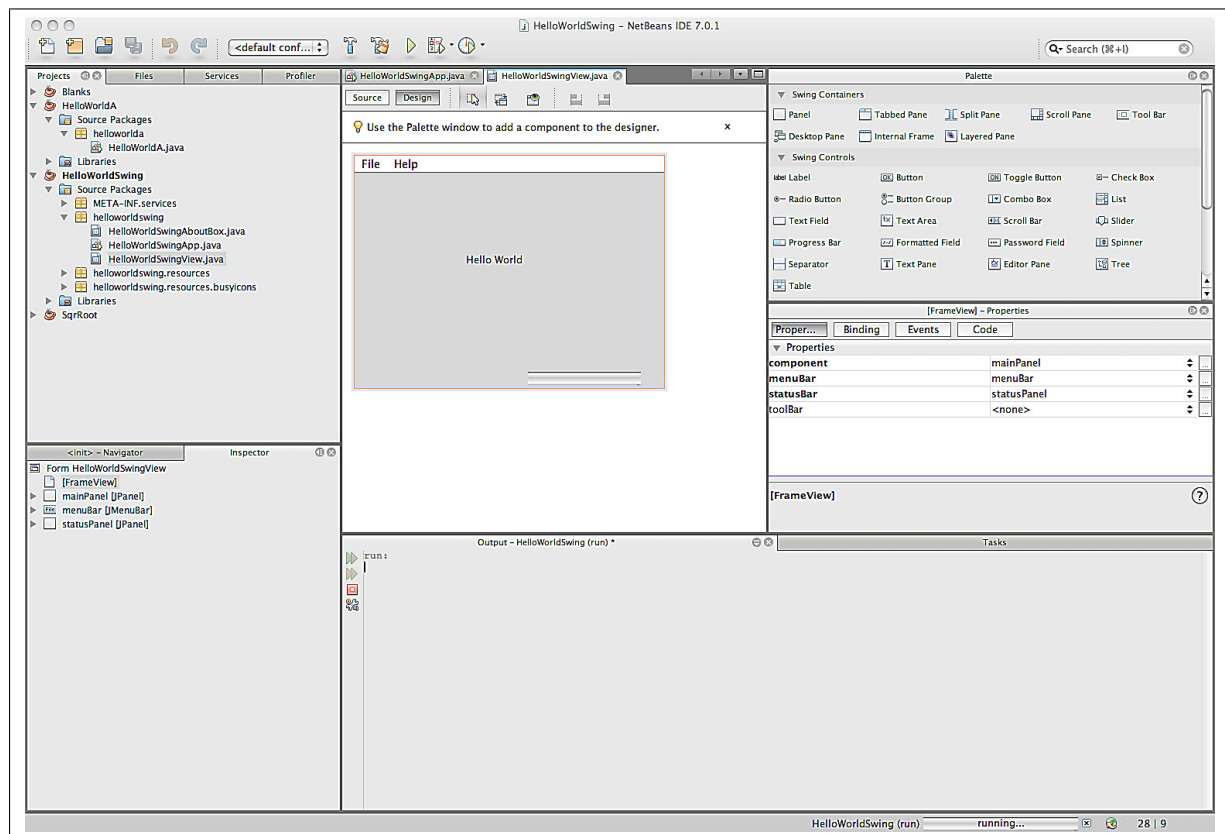 HelloWorldSwing – NetBeans IDE 7.0.1
<default conf...
Search (⌘+I)
Projects
Files
Services
Profiler
Blanks
HelloWorldA
Source Packages
helloworlda
HelloWorldA.java
Libraries
HelloWorldSwing
Source Packages
META-INF.services
helloworldswing
HelloWorldSwingAboutBox.java
HelloWorldSwingApp.java
HelloWorldSwingView.java
helloworldswing.resources
helloworldswing.resources.busyicons
Libraries
SqrRoot
<init> – Navigator
Inspector
Form HelloWorldSwingView
[FrameView]
mainPanel [JPanel]
menuBar [JMenuBar]
statusPanel [JPanel]
HelloWorldSwingApp.java
HelloWorldSwingView.java
Source
Design
Use the Palette window to add a component to the designer.
x
File Help
Hello World
Palette
Swing Containers
Panel Tabbed Pane Split Pane Scroll Pane Tool Bar
Desktop Pane Internal Frame Layered Pane
Swing Controls
label Label OK Button ON Toggle Button Check Box
Radio Button Button Group Combo Box List
Text Field Text Area Scroll Bar Slider
Progress Bar Formatted Field Password Field Spinner
Separator Text Pane Editor Pane Tree
Table
[FrameView] – Properties
Proper... Binding Events Code
Properties
component mainPanel ...
menuBar menuBar ...
statusBar statusPanel ...
toolBar <none> ...
[FrameView]
?
Output – HelloWorldSwing (run) *
Tasks
run:
HelloWorldSwing (run) running... 28 | 9